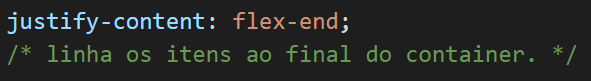 justify-content: flex-end;
/* linha os itens ao final do container. */